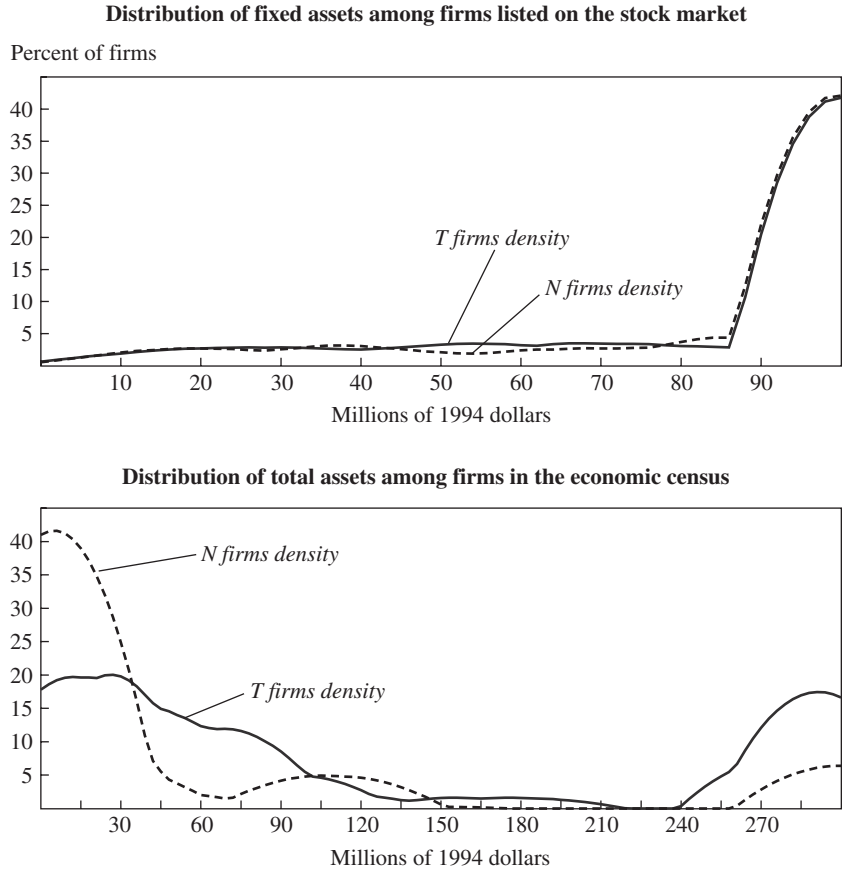 Distribution of fixed assets among firms listed on the stock market
Percent of firms
40
35
30
25
20
15
10
5
T firms density
N firms density
10 20 30 40 50 60 70 80 90
Millions of 1994 dollars
Distribution of total assets among firms in the economic census
40
35
30
25
20
15
10
5
N firms density
T firms density
30 60 90 120 150 180 210 240 270
Millions of 1994 dollars